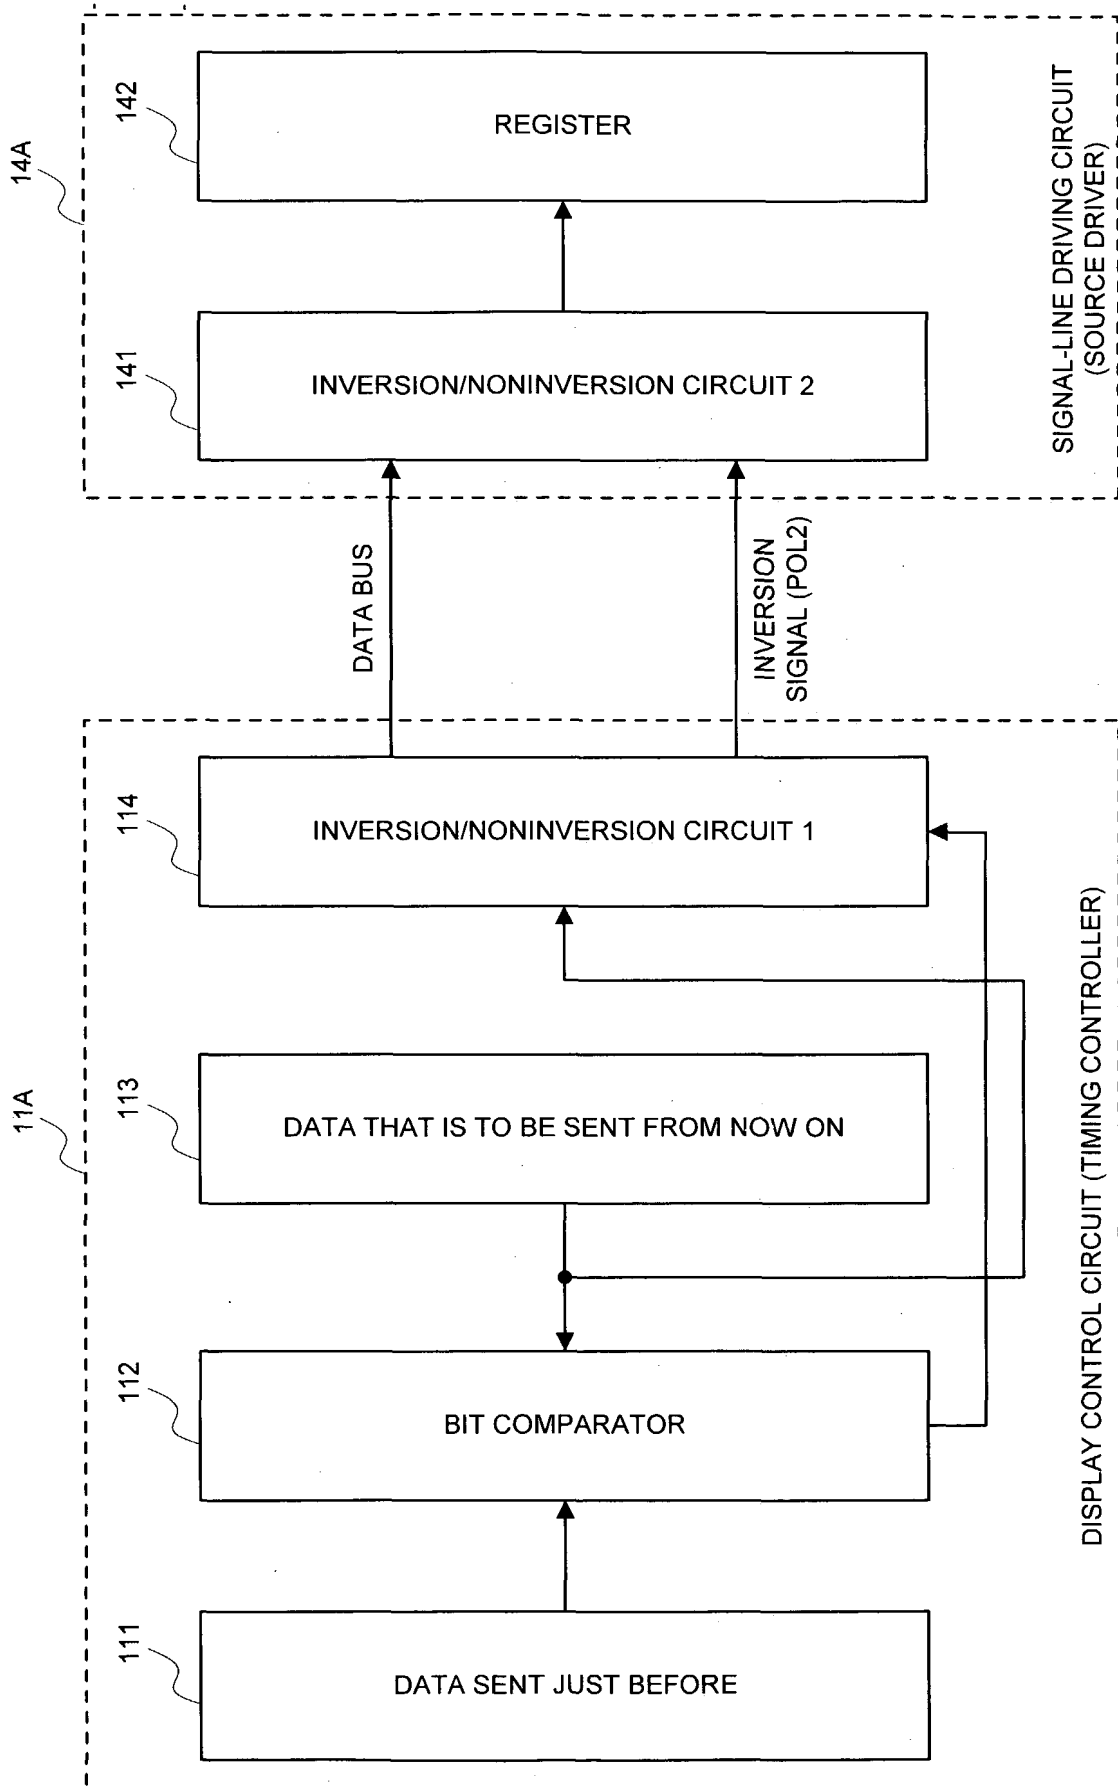 11A
111
DATA SENT JUST BEFORE
112
BIT COMPARATOR
113
DATA THAT IS TO BE SENT FROM NOW ON
114
INVERSION/NONINVERSION CIRCUIT 1
DISPLAY CONTROL CIRCUIT (TIMING CONTROLLER)
DATA BUS
INVERSION
SIGNAL (POL2)
14A
141
INVERSION/NONINVERSION CIRCUIT 2
142
REGISTER
SIGNAL-LINE DRIVING CIRCUIT
(SOURCE DRIVER)